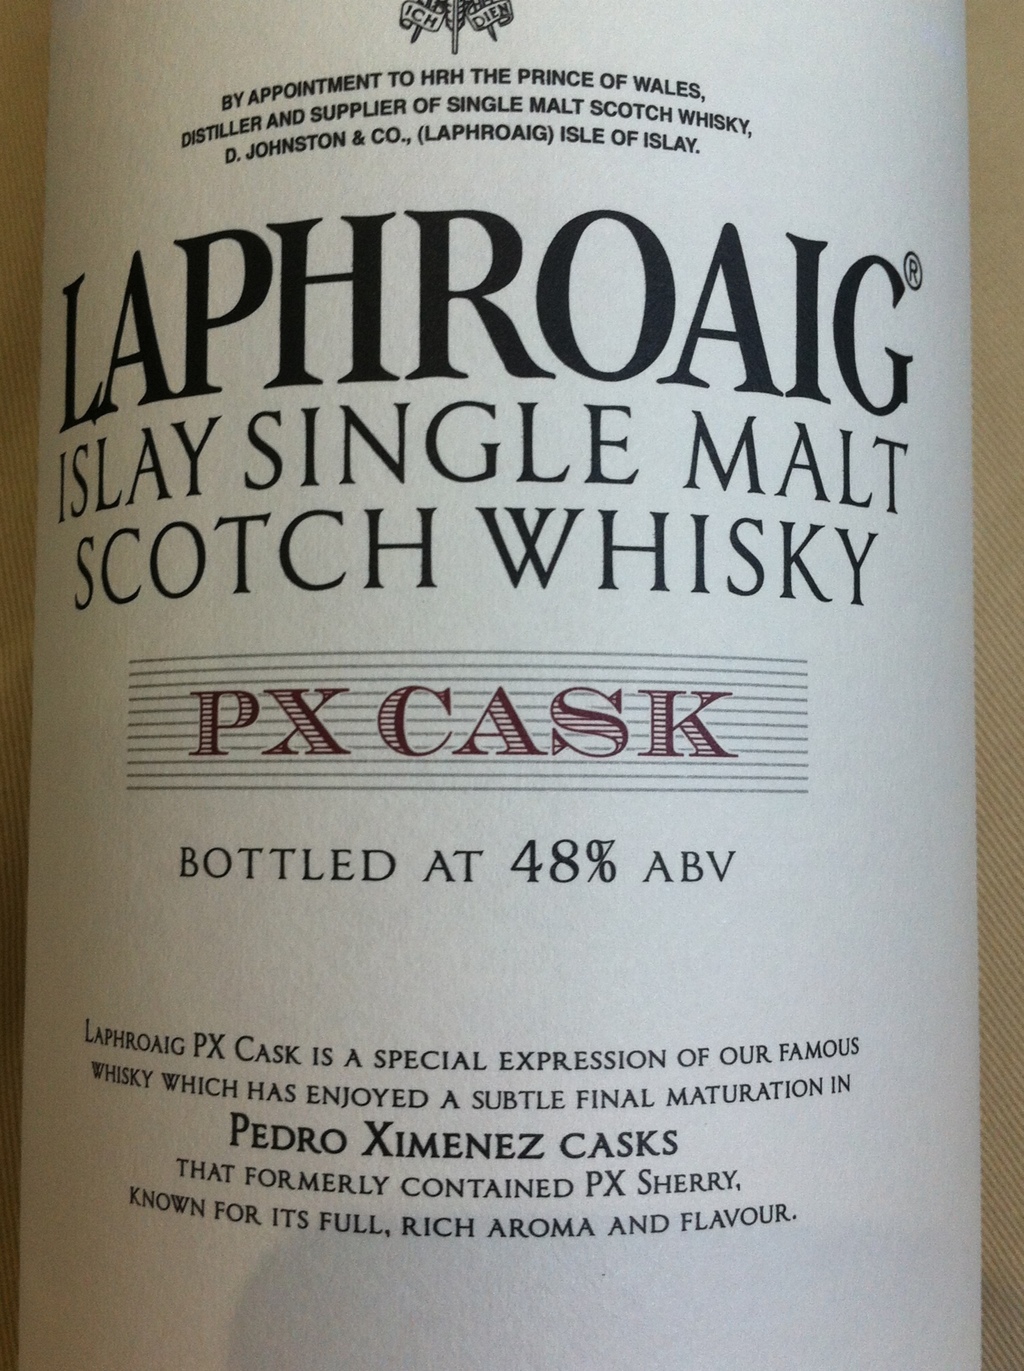 ICH DIEN
BY APPOINTMENT TO HRH THE PRINCE OF WALES,
DISTILLER AND SUPPLIER OF SINGLE MALT SCOTCH WHISKY,
D. JOHNSTON & CO., (LAPHROAIG) ISLE OF ISLAY.
LAPHROAIG®
ISLAY SINGLE MALT
SCOTCH WHISKY
PX CASK
BOTTLED AT 48% ABV
LAPHROAIG PX CASK IS A SPECIAL EXPRESSION OF OUR FAMOUS
WHISKY WHICH HAS ENJOYED A SUBTLE FINAL MATURATION IN
PEDRO XIMENEZ CASKS
THAT FORMERLY CONTAINED PX SHERRY,
KNOWN FOR ITS FULL, RICH AROMA AND FLAVOUR.